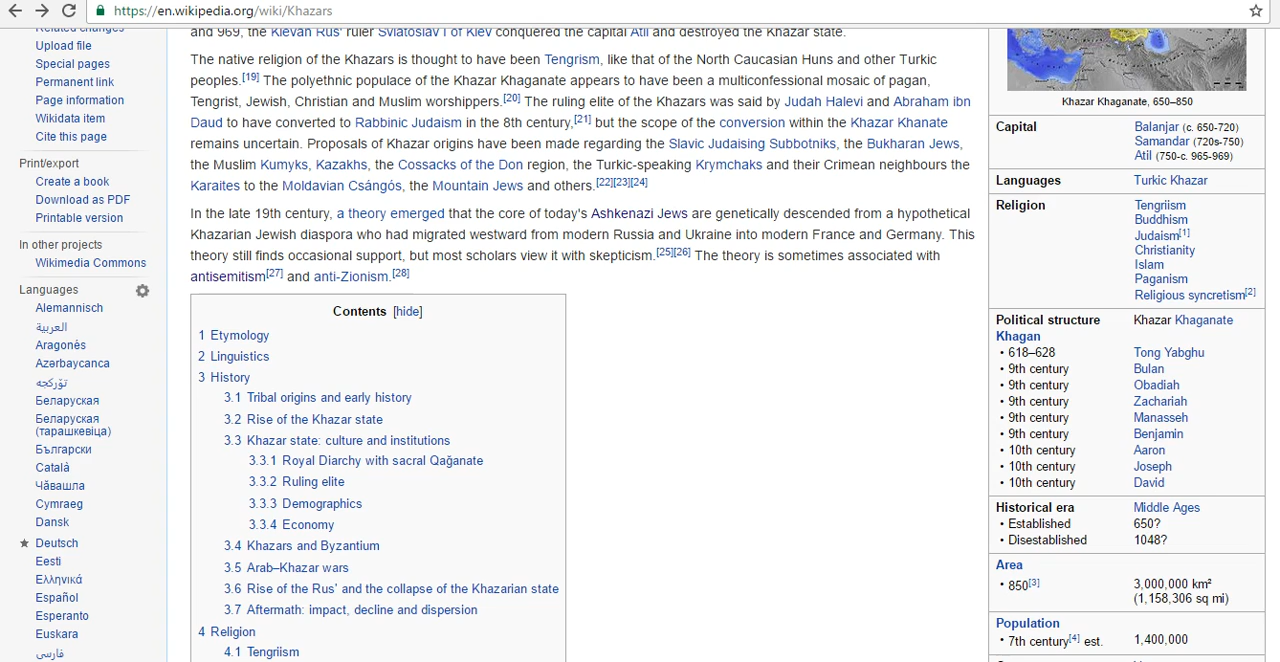 https://en.wikipedia.org/wiki/Khazars
Related changes
Upload file
Special pages
Permanent link
Page information
Wikidata item
Cite this page
Print/export
Create a book
Download as PDF
Printable version
In other projects
Wikimedia Commons
Languages
Alemannisch
العربية
Aragonés
Azərbaycanca
تۆرکجه
Беларуская
Беларуская
(тарашкевіца)
Български
Català
Чӑвашла
Cymraeg
Dansk
Deutsch
Eesti
Ελληνικά
Español
Esperanto
Euskara
فارسی
and 969, the Kievan Rus' ruler Sviatoslav I of Kiev conquered the capital Atil and destroyed the Khazar state.
The native religion of the Khazars is thought to have been Tengrism, like that of the North Caucasian Huns and other Turkic
peoples.[19] The polyethnic populace of the Khazar Khaganate appears to have been a multiconfessional mosaic of pagan,
Tengrist, Jewish, Christian and Muslim worshippers.[20] The ruling elite of the Khazars was said by Judah Halevi and Abraham ibn
Daud to have converted to Rabbinic Judaism in the 8th century,[21] but the scope of the conversion within the Khazar Khanate
remains uncertain. Proposals of Khazar origins have been made regarding the Slavic Judaising Subbotniks, the Bukharan Jews,
the Muslim Kumyks, Kazakhs, the Cossacks of the Don region, the Turkic-speaking Krymchaks and their Crimean neighbours the
Karaites to the Moldavian Csángós, the Mountain Jews and others.[22][23][24]
In the late 19th century, a theory emerged that the core of today's Ashkenazi Jews are genetically descended from a hypothetical
Khazarian Jewish diaspora who had migrated westward from modern Russia and Ukraine into modern France and Germany. This
theory still finds occasional support, but most scholars view it with skepticism.[25][26] The theory is sometimes associated with
antisemitism[27] and anti-Zionism.[28]
Contents [hide]
1 Etymology
2 Linguistics
3 History
3.1 Tribal origins and early history
3.2 Rise of the Khazar state
3.3 Khazar state: culture and institutions
3.3.1 Royal Diarchy with sacral Qağanate
3.3.2 Ruling elite
3.3.3 Demographics
3.3.4 Economy
3.4 Khazars and Byzantium
3.5 Arab–Khazar wars
3.6 Rise of the Rus' and the collapse of the Khazarian state
3.7 Aftermath: impact, decline and dispersion
4 Religion
4.1 Tengriism
Khazar Khaganate, 650–850
Capital Balanjar (c. 650-720)
Samandar (720s-750)
Atil (750-c. 965-969)
Languages Turkic Khazar
Religion Tengriism
Buddhism
Judaism[1]
Christianity
Islam
Paganism
Religious syncretism[2]
Political structure Khazar Khaganate
Khagan
• 618–628 Tong Yabghu
• 9th century Bulan
• 9th century Obadiah
• 9th century Zachariah
• 9th century Manasseh
• 9th century Benjamin
• 10th century Aaron
• 10th century Joseph
• 10th century David
Historical era Middle Ages
• Established 650?
• Disestablished 1048?
Area
• 850[3] 3,000,000 km²
(1,158,306 sq mi)
Population
• 7th century[4] est. 1,400,000